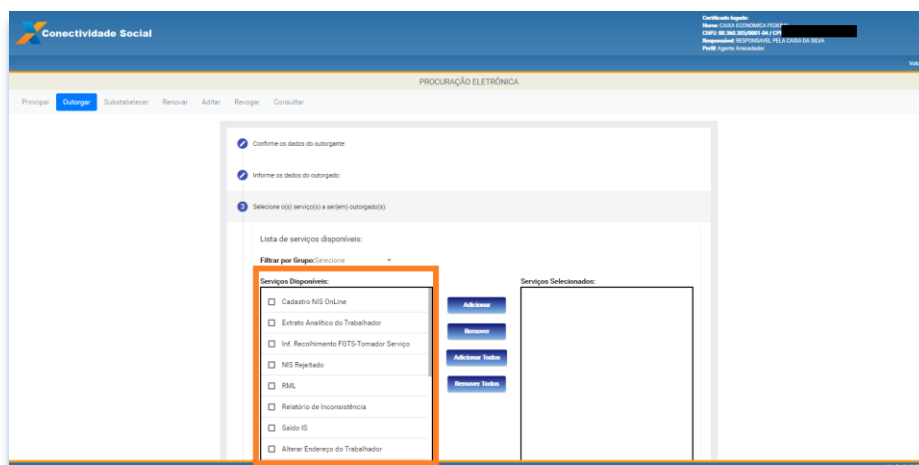 Conectividade Social
Certificado legado:
Nome: CAIXA ECONOMICA FEDERAL
CNPJ: 00.360.305/0001-04 / CPF
Responsável: RESPONSAVEL PELA CAIXA DA SILVA
Perfil: Agente Arrecadador
PROCURAÇÃO ELETRÔNICA
Principal Outorgar Substabelecer Renovar Aditar Revogar Consultar
Confirme os dados do outorgante:
Informe os dados do outorgado:
3 Selecione o(s) serviço(s) a ser(em) outorgado(s):
Lista de serviços disponíveis:
Filtrar por Grupo: Selecione
Serviços Disponíveis: Serviços Selecionados:
Cadastro NIS OnLine
Extrato Analítico do Trabalhador
Inf. Recolhimento FGTS-Tomador Serviço
NIS Rejeitado
RML
Relatório de Inconsistência
Saldo IS
Alterar Endereço do Trabalhador
Adicionar
Remover
Adicionar Todos
Remover Todos